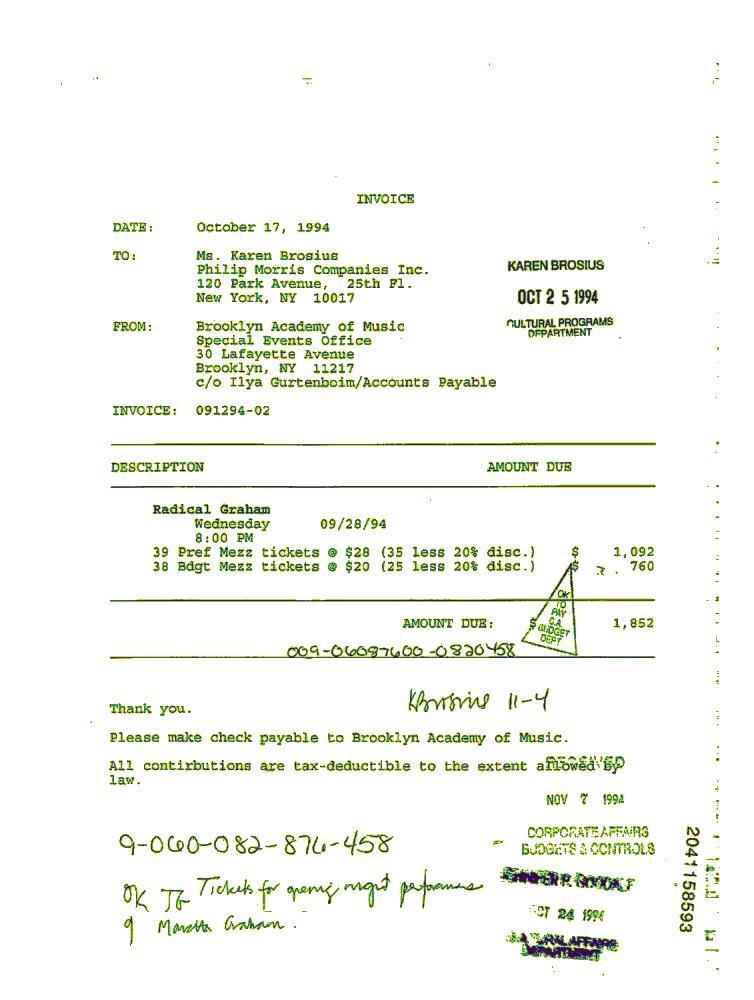 INVOICE
DATE: October 17, 1994
TO: Ms. Karen Brosius
Philip Morris Companies Inc.
120 Park Avenue, 25th Fl.
New York, NY 10017
KAREN BROSIUS
OCT 25 1994
CULTURAL PROGRAMS
DEPARTMENT
FROM: Brooklyn Academy of Music
Special Events Office
30 Lafayette Avenue
Brooklyn, NY 11217
c/o Ilya Gurtenboim/Accounts Payable
INVOICE: 091294-02
DESCRIPTION AMOUNT DUE
Radical Graham
Wednesday 09/28/94
8:00 PM
39 Pref Mezz tickets @ $28 (35 less 20% disc.) $ 1,092
38 Bdgt Mezz tickets @ $20 (25 less 20% disc.) $ 760
OK
TO
PAY
C.A.
BUDGET
DEPT
AMOUNT DUE: $ 1,852
009-06087600-0820458
Thank you.
KBrosius 11-4
Please make check payable to Brooklyn Academy of Music.
All contirbutions are tax-deductible to the extent allowed by
law.
RECEIVED
NOV 7 1994
CORPORATE AFFAIRS
BUDGETS & CONTROLS
9-060-082-876-458
OK TG Tickets for opening night performance
of Martha Graham.
OCT 24 1994
DEPARTMENT
2041158593